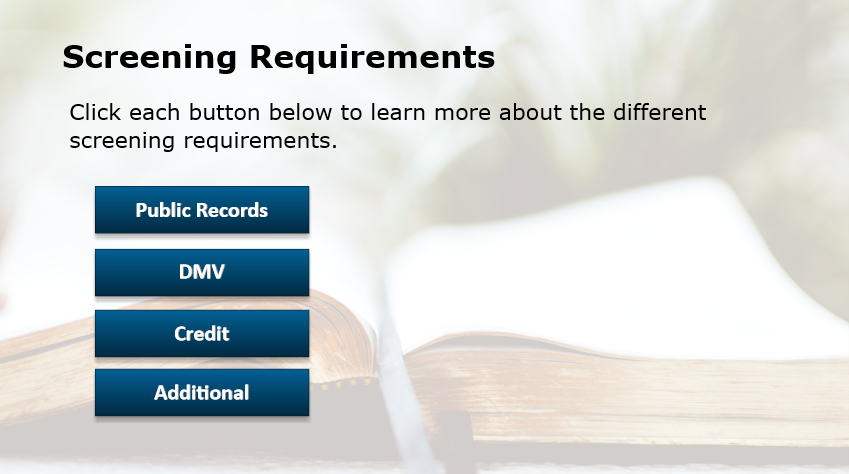 Screening Requirements
Click each button below to learn more about the different
screening requirements.
Public Records
DMV
Credit
Additional